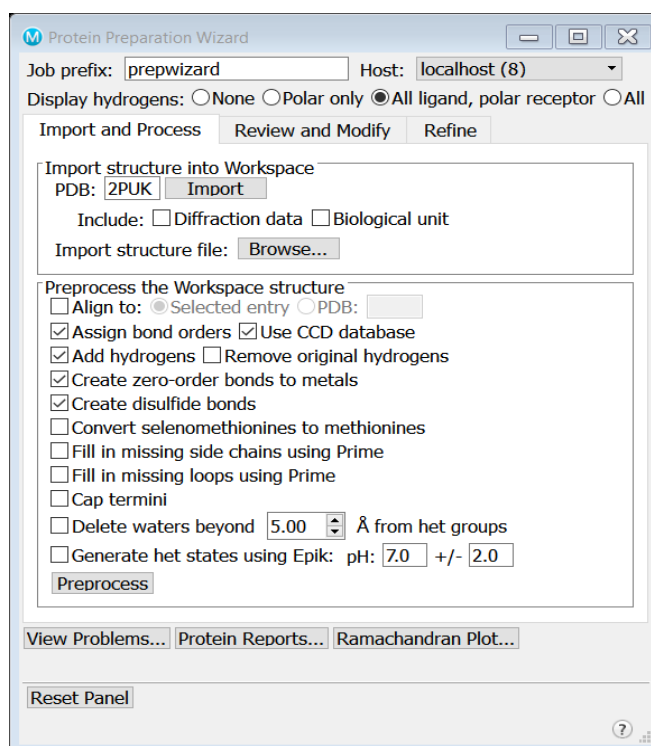 Protein Preparation Wizard
Job prefix: prepwizard Host: localhost (8)
Display hydrogens: None Polar only All ligand, polar receptor All
Import and Process Review and Modify Refine
Import structure into Workspace
PDB: 2PUK Import
Include: Diffraction data Biological unit
Import structure file: Browse...
Preprocess the Workspace structure
Align to: Selected entry PDB:
Assign bond orders Use CCD database
Add hydrogens Remove original hydrogens
Create zero-order bonds to metals
Create disulfide bonds
Convert selenomethionines to methionines
Fill in missing side chains using Prime
Fill in missing loops using Prime
Cap termini
Delete waters beyond 5.00 Å from het groups
Generate het states using Epik: pH: 7.0 +/- 2.0
Preprocess
View Problems... Protein Reports... Ramachandran Plot...
Reset Panel
?